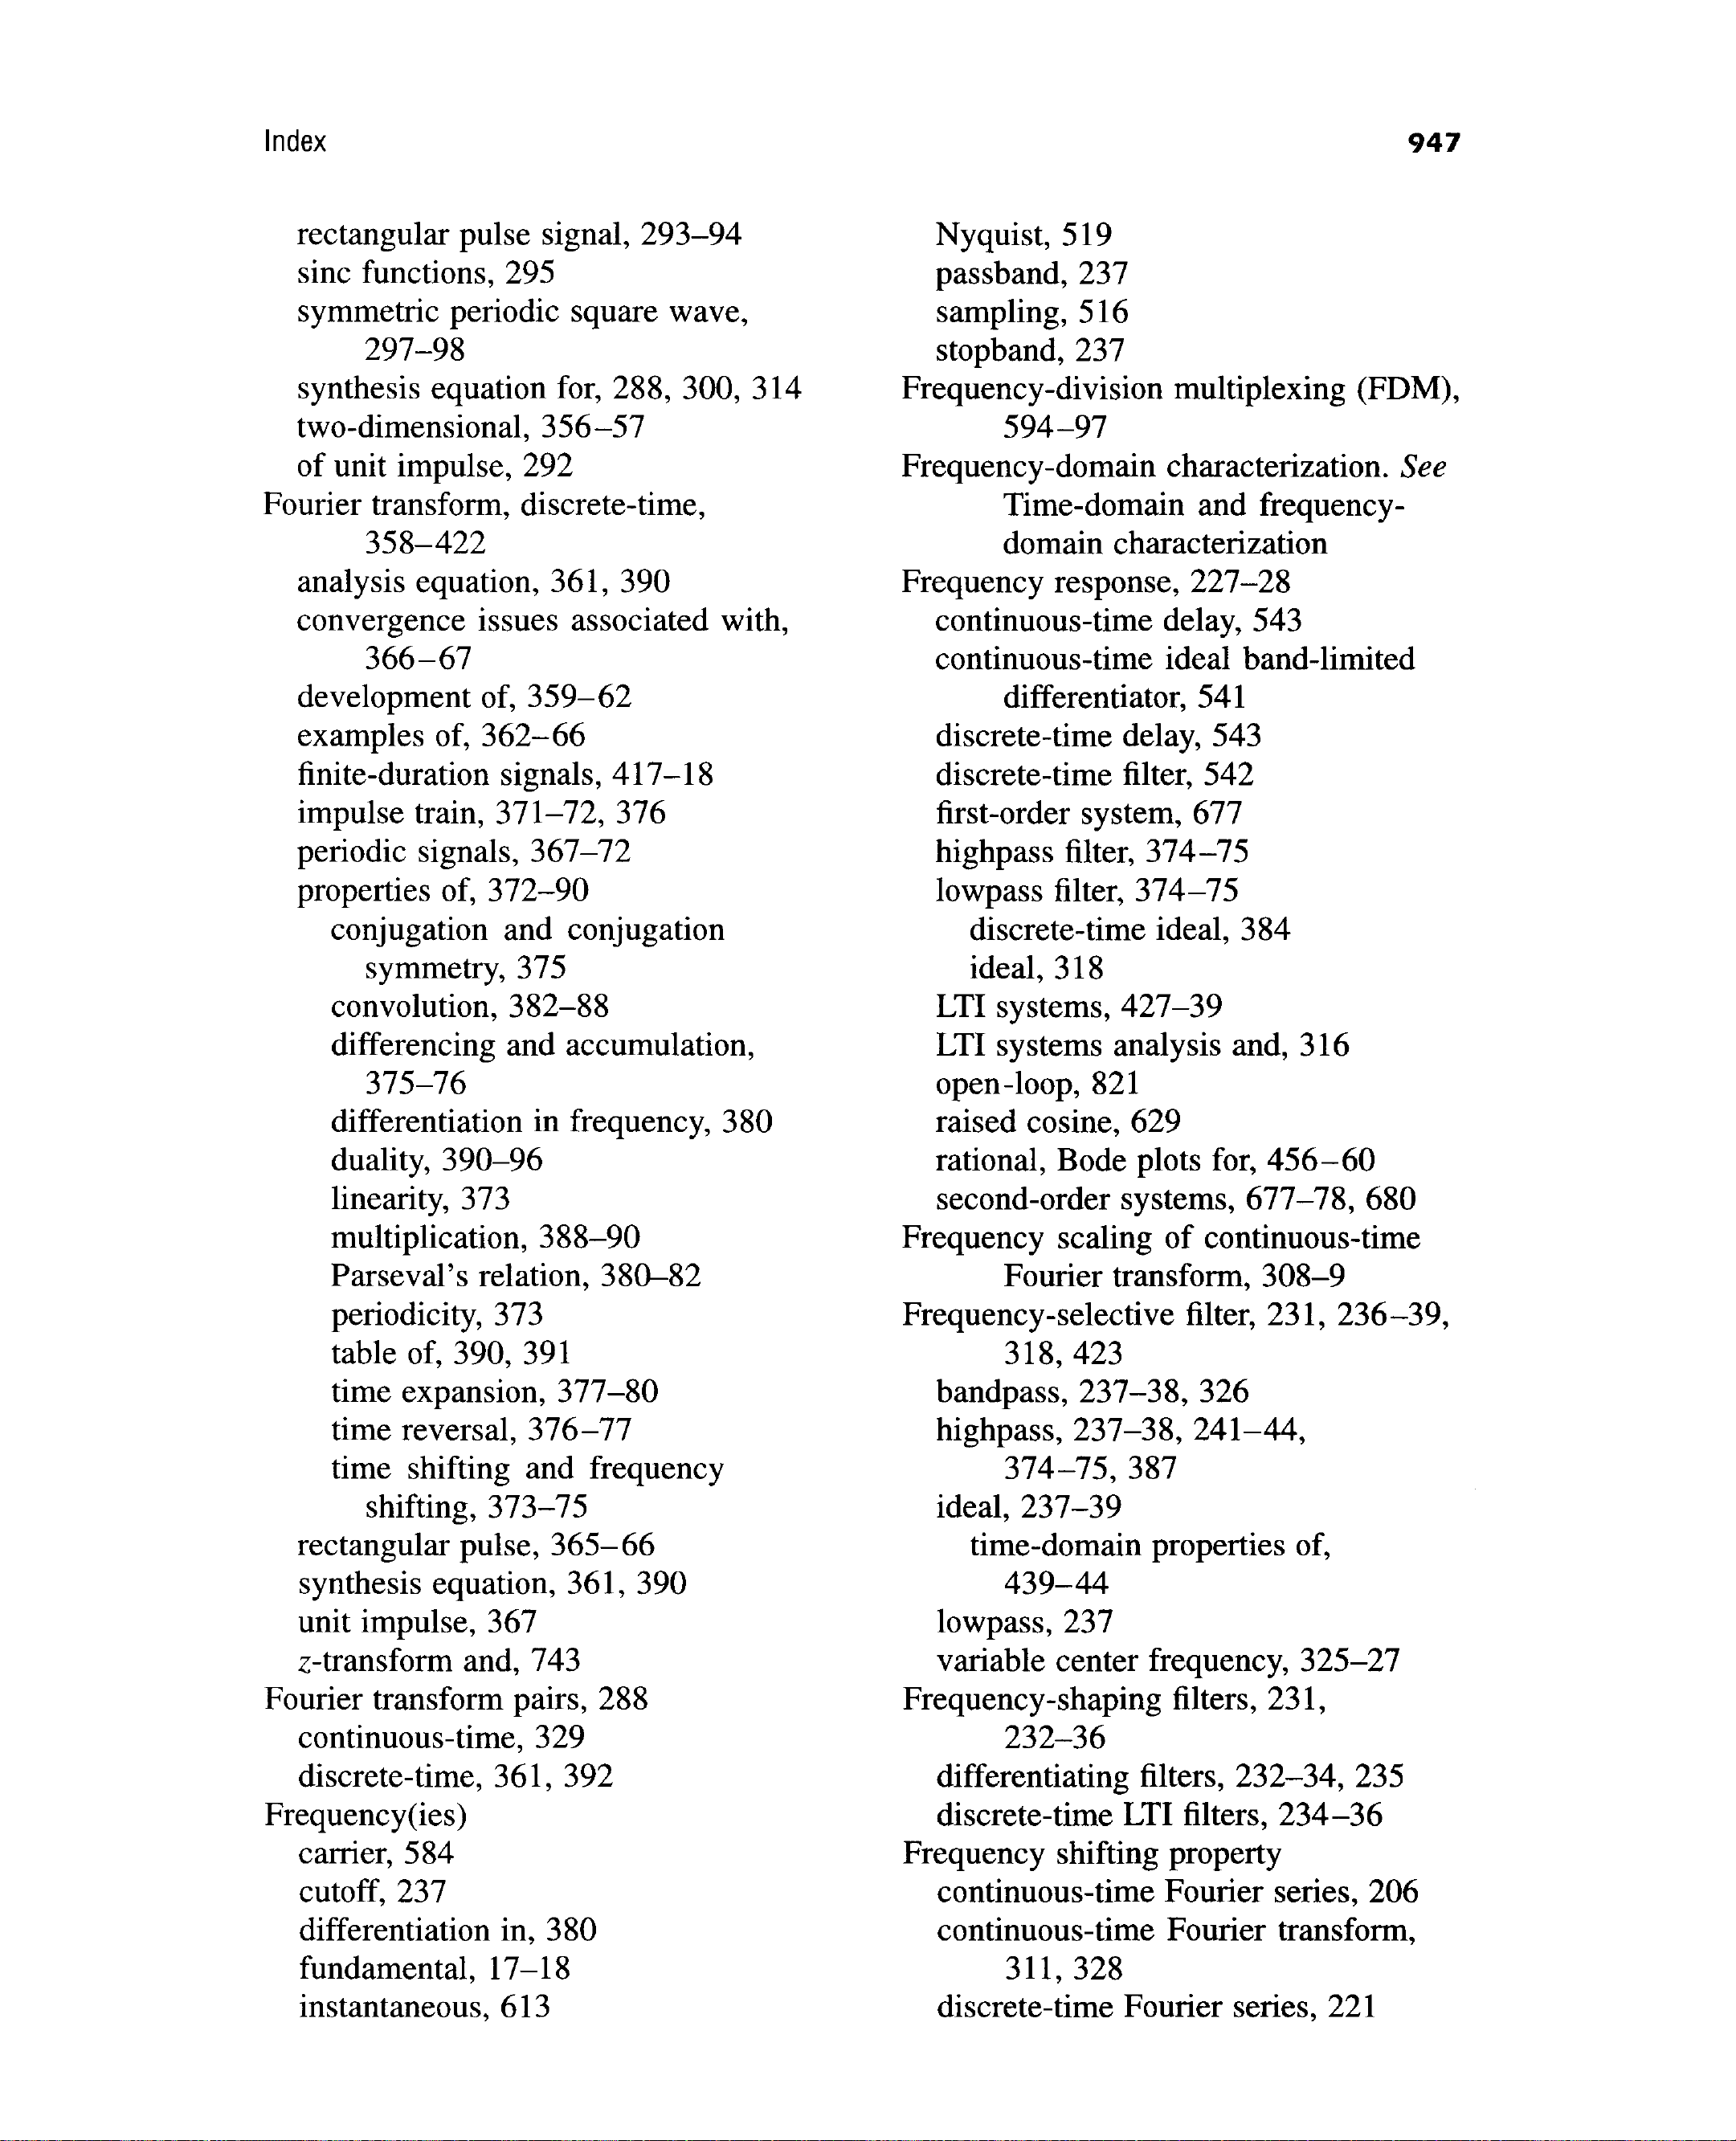 Index
947
rectangular pulse signal, 293–94
sinc functions, 295
symmetric periodic square wave,
297–98
synthesis equation for, 288, 300, 314
two-dimensional, 356–57
of unit impulse, 292
Fourier transform, discrete-time,
358–422
analysis equation, 361, 390
convergence issues associated with,
366–67
development of, 359–62
examples of, 362–66
finite-duration signals, 417–18
impulse train, 371–72, 376
periodic signals, 367–72
properties of, 372–90
conjugation and conjugation
symmetry, 375
convolution, 382–88
differencing and accumulation,
375–76
differentiation in frequency, 380
duality, 390–96
linearity, 373
multiplication, 388–90
Parseval's relation, 380–82
periodicity, 373
table of, 390, 391
time expansion, 377–80
time reversal, 376–77
time shifting and frequency
shifting, 373–75
rectangular pulse, 365–66
synthesis equation, 361, 390
unit impulse, 367
z-transform and, 743
Fourier transform pairs, 288
continuous-time, 329
discrete-time, 361, 392
Frequency(ies)
carrier, 584
cutoff, 237
differentiation in, 380
fundamental, 17–18
instantaneous, 613
Nyquist, 519
passband, 237
sampling, 516
stopband, 237
Frequency-division multiplexing (FDM),
594–97
Frequency-domain characterization. See
Time-domain and frequency-
domain characterization
Frequency response, 227–28
continuous-time delay, 543
continuous-time ideal band-limited
differentiator, 541
discrete-time delay, 543
discrete-time filter, 542
first-order system, 677
highpass filter, 374–75
lowpass filter, 374–75
discrete-time ideal, 384
ideal, 318
LTI systems, 427–39
LTI systems analysis and, 316
open-loop, 821
raised cosine, 629
rational, Bode plots for, 456–60
second-order systems, 677–78, 680
Frequency scaling of continuous-time
Fourier transform, 308–9
Frequency-selective filter, 231, 236–39,
318, 423
bandpass, 237–38, 326
highpass, 237–38, 241–44,
374–75, 387
ideal, 237–39
time-domain properties of,
439–44
lowpass, 237
variable center frequency, 325–27
Frequency-shaping filters, 231,
232–36
differentiating filters, 232–34, 235
discrete-time LTI filters, 234–36
Frequency shifting property
continuous-time Fourier series, 206
continuous-time Fourier transform,
311, 328
discrete-time Fourier series, 221